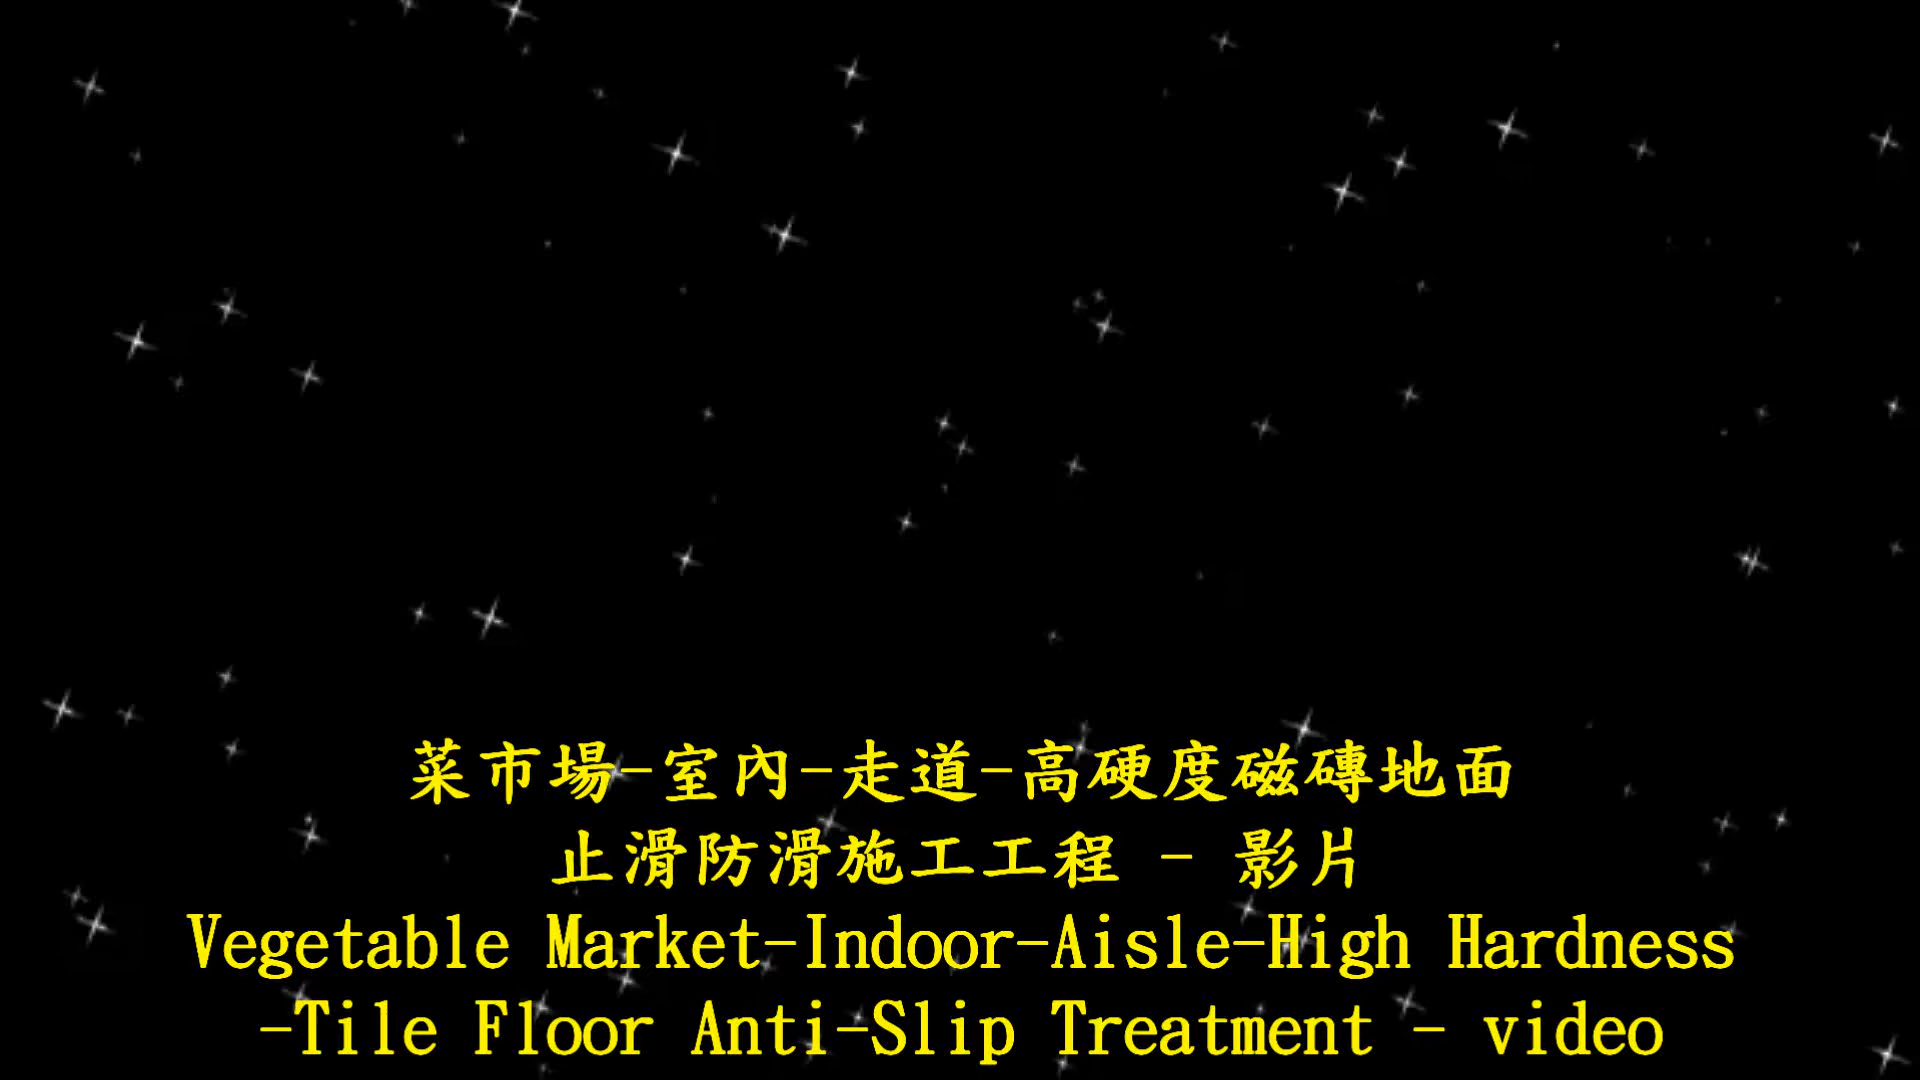 菜市場-室內-走道-高硬度磁磚地面
止滑防滑施工工程 - 影片
Vegetable Market-Indoor-Aisle-High Hardness
-Tile Floor Anti-Slip Treatment - video